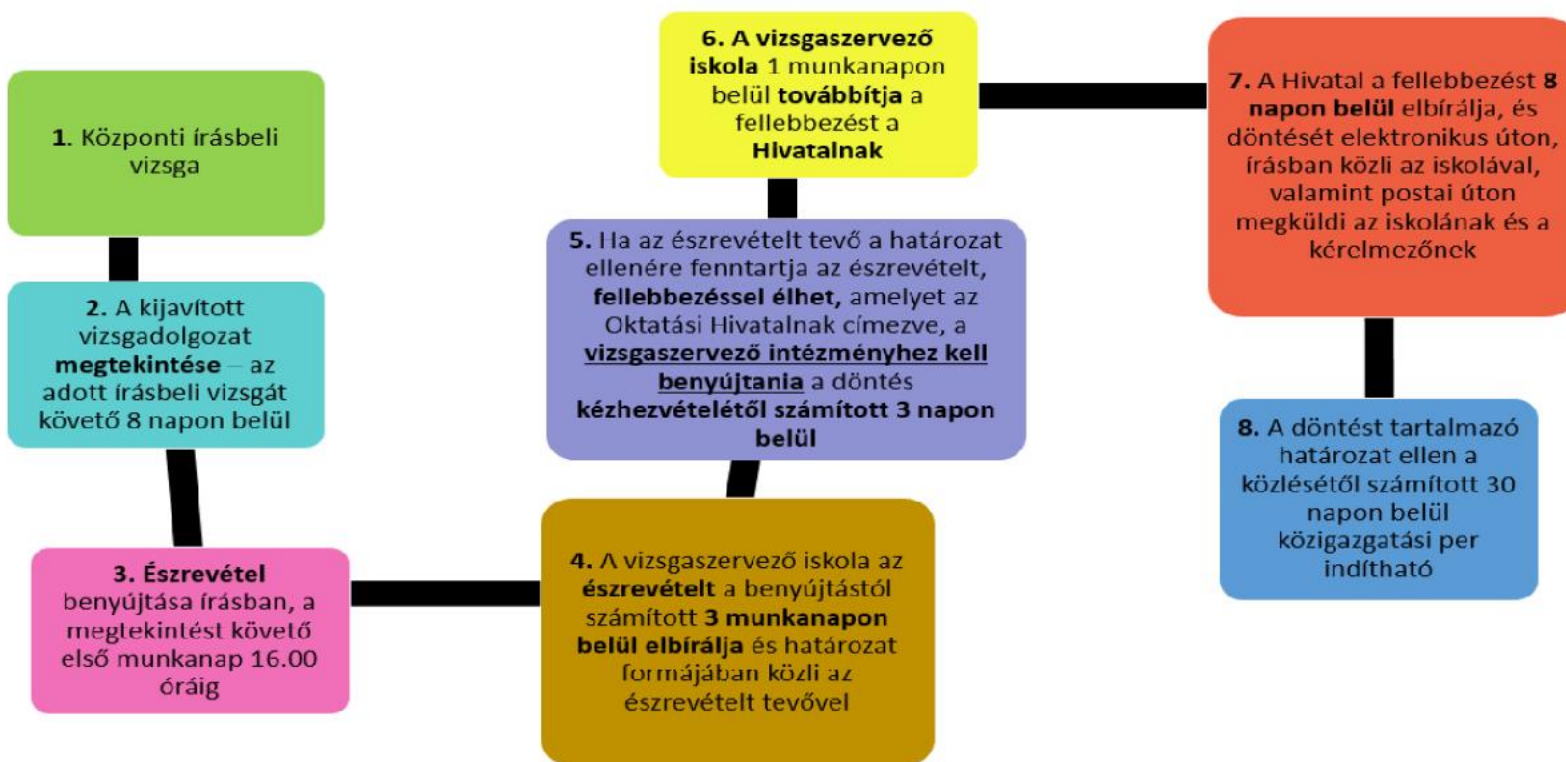 1. Központi írásbeli
vizsga
2. A kijavított
vizsgadolgozat
megtekintése – az
adott írásbeli vizsgát
követő 8 napon belül
3. Észrevétel
benyújtása írásban, a
megtekintést követő
első munkanap 16.00
óráig
4. A vizsgaszervező iskola az
észrevételt a benyújtástól
számított 3 munkanapon
belül elbírálja és határozat
formájában közli az
észrevételt tevővel
5. Ha az észrevételt tevő a határozat
ellenére fenntartja az észrevételt,
fellebbezéssel élhet, amelyet az
Oktatási Hivatalnak címezve, a
vizsgaszervező intézményhez kell
benyújtania a döntés
kézhezvételétől számított 3 napon
belül
6. A vizsgaszervező
iskola 1 munkanapon
belül továbbítja a
fellebbezést a
Hivatalnak
7. A Hivatal a fellebbezést 8
napon belül elbírálja, és
döntését elektronikus úton,
írásban közli az iskolával,
valamint postai úton
megküldi az iskolának és a
kérelmezőnek
8. A döntést tartalmazó
határozat ellen a
közlésétől számított 30
napon belül
közigazgatási per
indítható